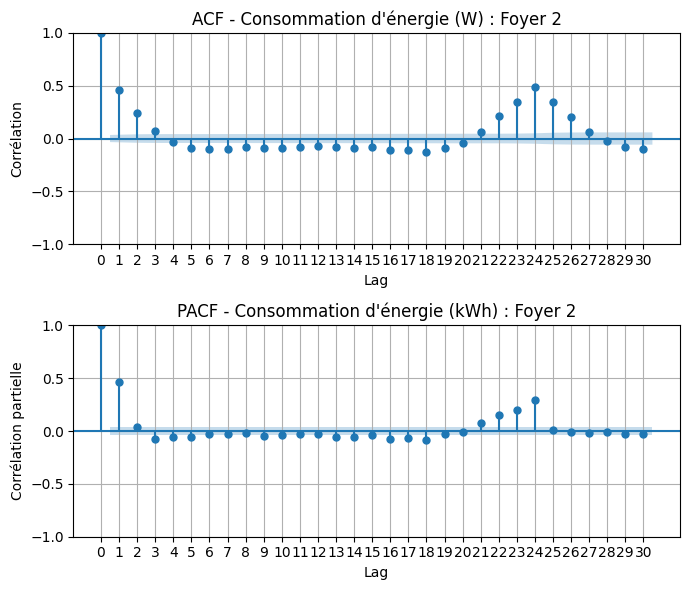 ACF - Consommation d'énergie (W) : Foyer 2
Corrélation
1.0
0.5
0.0
−0.5
−1.0
0 1 2 3 4 5 6 7 8 9 10 11 12 13 14 15 16 17 18 19 20 21 22 23 24 25 26 27 28 29 30
Lag
PACF - Consommation d'énergie (kWh) : Foyer 2
Corrélation partielle
1.0
0.5
0.0
−0.5
−1.0
0 1 2 3 4 5 6 7 8 9 10 11 12 13 14 15 16 17 18 19 20 21 22 23 24 25 26 27 28 29 30
Lag